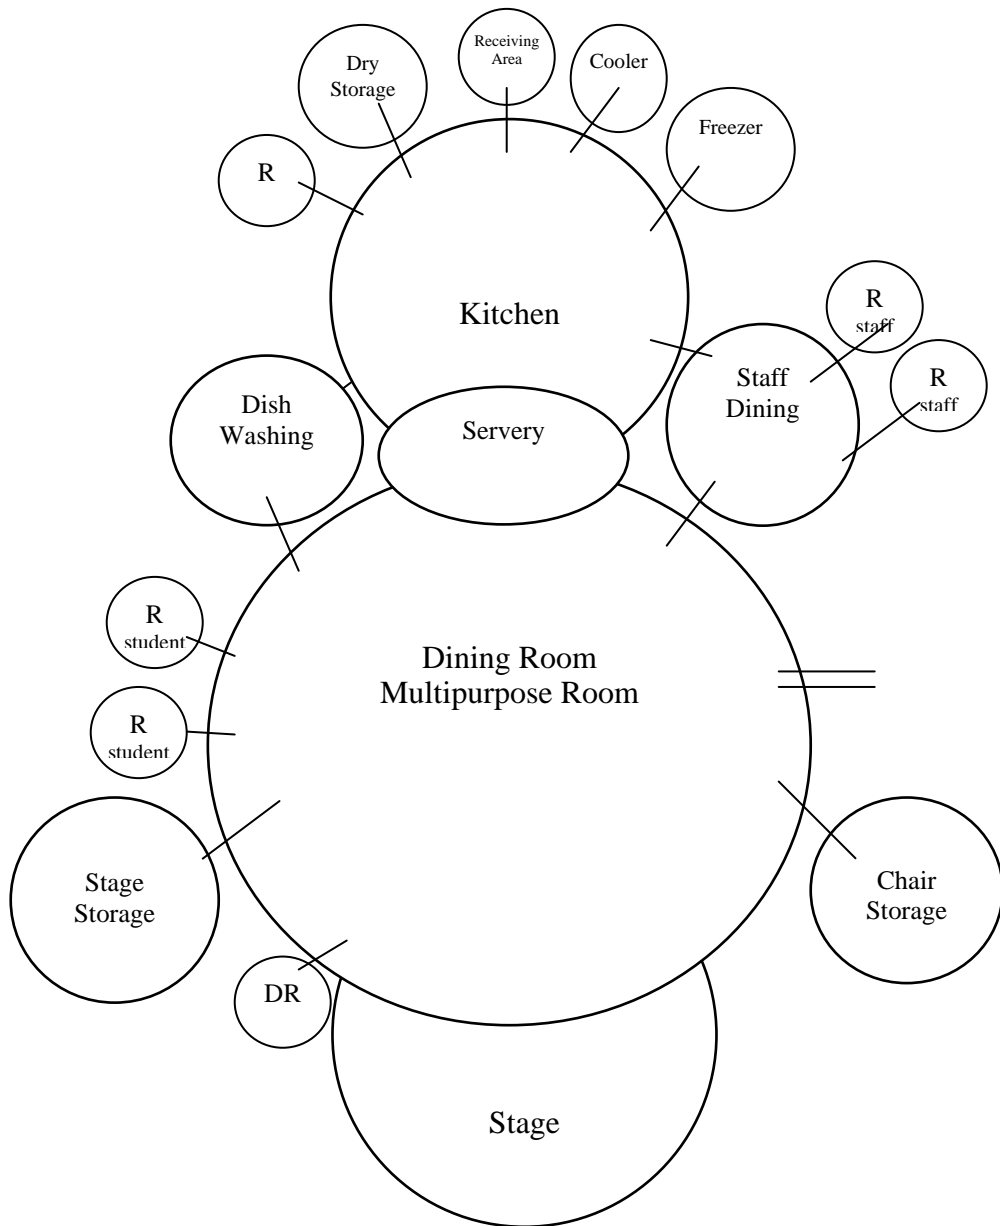 Receiving
Area
Dry
Storage
Cooler
Freezer
R
Kitchen
R
staff
R
staff
Staff
Dining
Dish
Washing
Servery
R
student
Dining Room
Multipurpose Room
R
student
Stage
Storage
Chair
Storage
DR
Stage